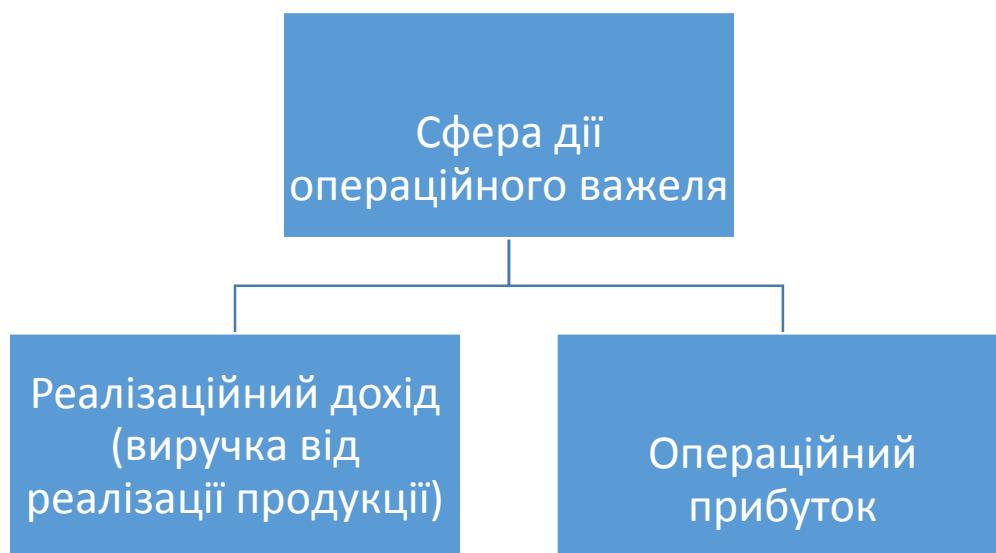 Сфера дії
операційного важеля
Реалізаційний дохід
(виручка від
реалізації продукції)
Операційний
прибуток